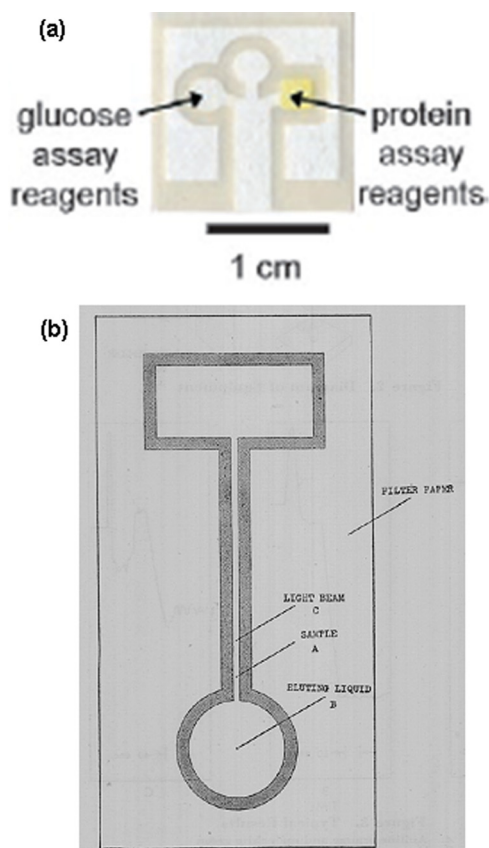 (a)
glucose
assay
reagents
protein
assay
reagents
1 cm
(b)
FILTER PAPER
LIGHT BEAM
C
SAMPLE
A
ELUTING LIQUID
B